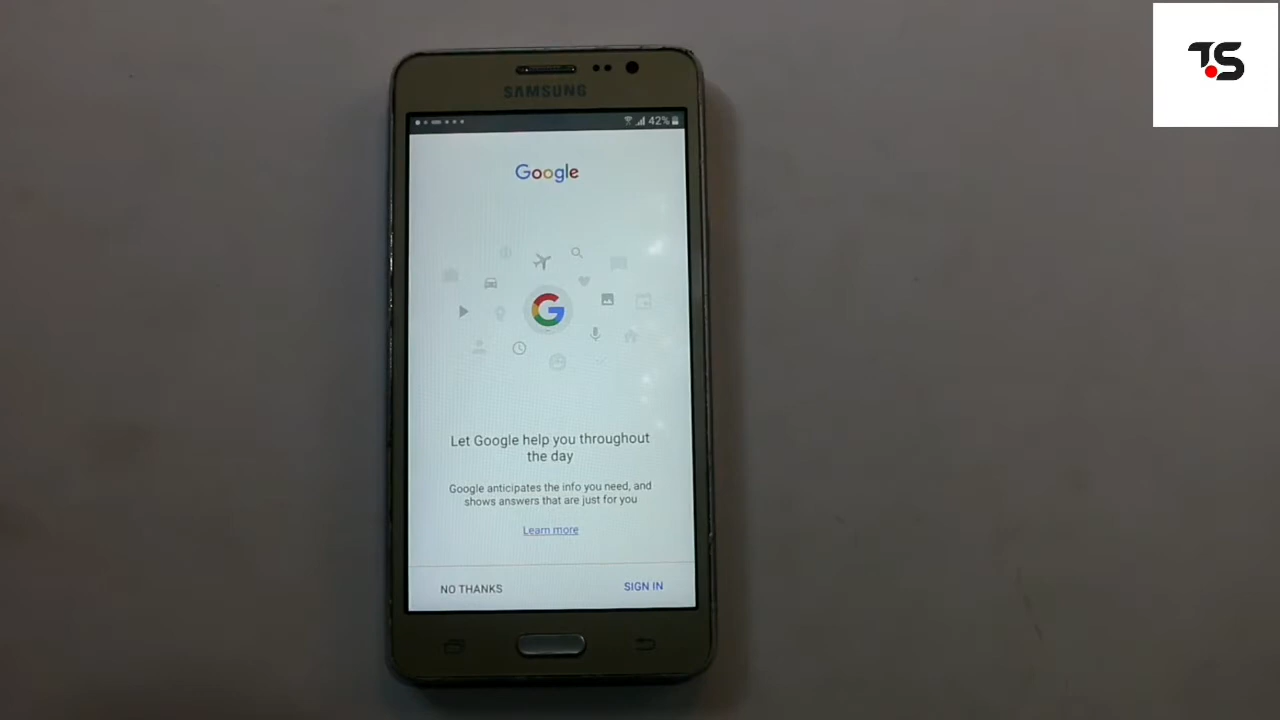 T.S
SAMSUNG
42%
Google
G
Let Google help you throughout
the day
Google anticipates the info you need, and
shows answers that are just for you
Learn more
NO THANKS
SIGN IN